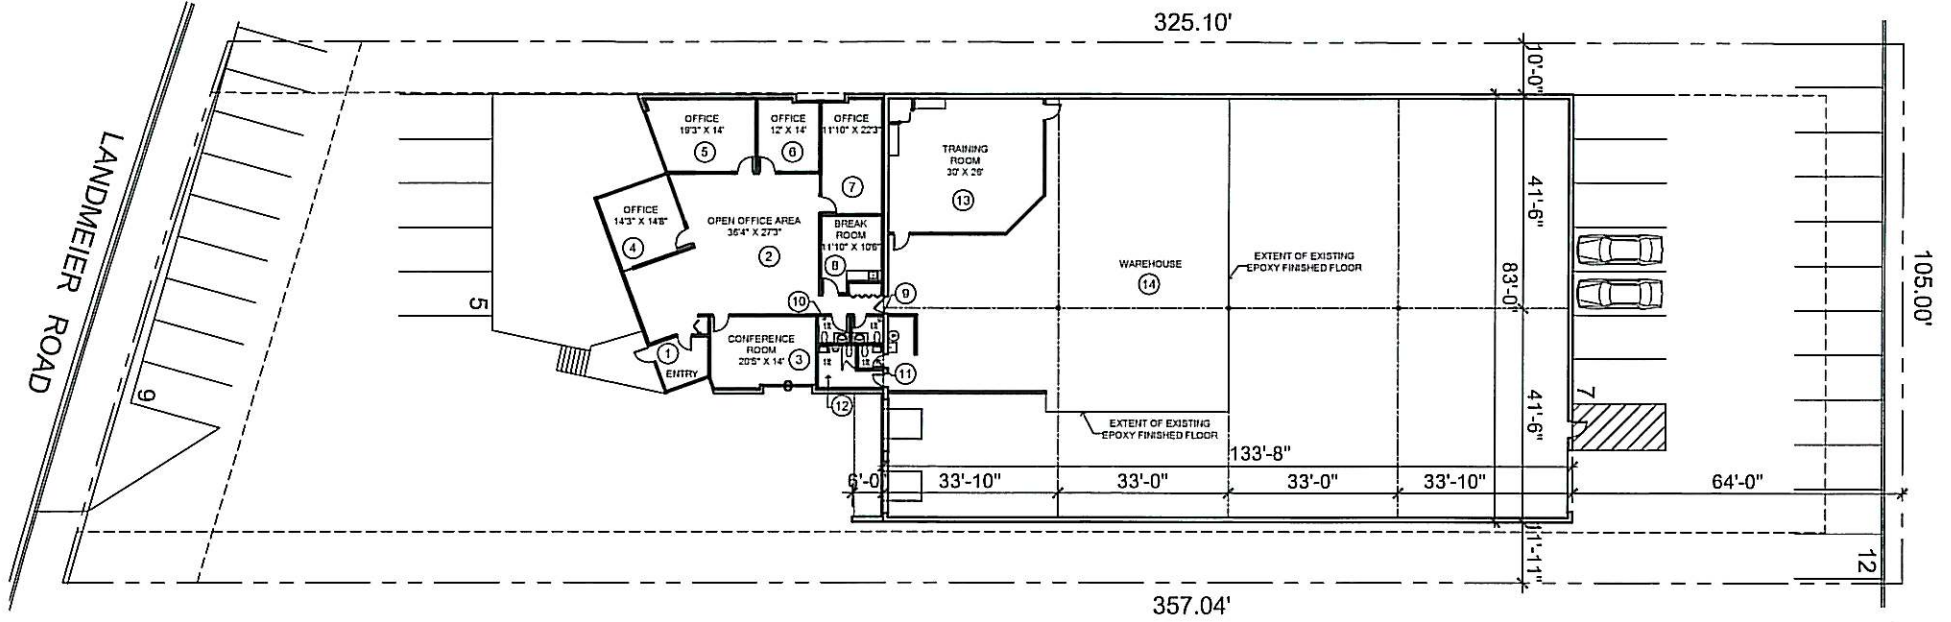 325.10'
10'-0"
OFFICE
19'3" X 14'
5
OFFICE
12' X 14'
6
OFFICE
11'10" X 22'3"
7
TRAINING
ROOM
30' X 26'
13
LANDMEIER ROAD
OFFICE
14'3" X 14'8"
4
OPEN OFFICE AREA
36'4" X 27'3"
2
BREAK
ROOM
11'10" X 10'6"
8
41'-6"
WAREHOUSE
14
EXTENT OF EXISTING
EPOXY FINISHED FLOOR
83'-0"
105.00'
5
10
9
1
ENTRY
CONFERENCE
ROOM
20'5" X 14'
3
11
12
9
7
41'-6"
EXTENT OF EXISTING
EPOXY FINISHED FLOOR
133'-8"
6'-0
33'-10"
33'-0"
33'-0"
33'-10"
64'-0"
11'-11"
12
357.04'